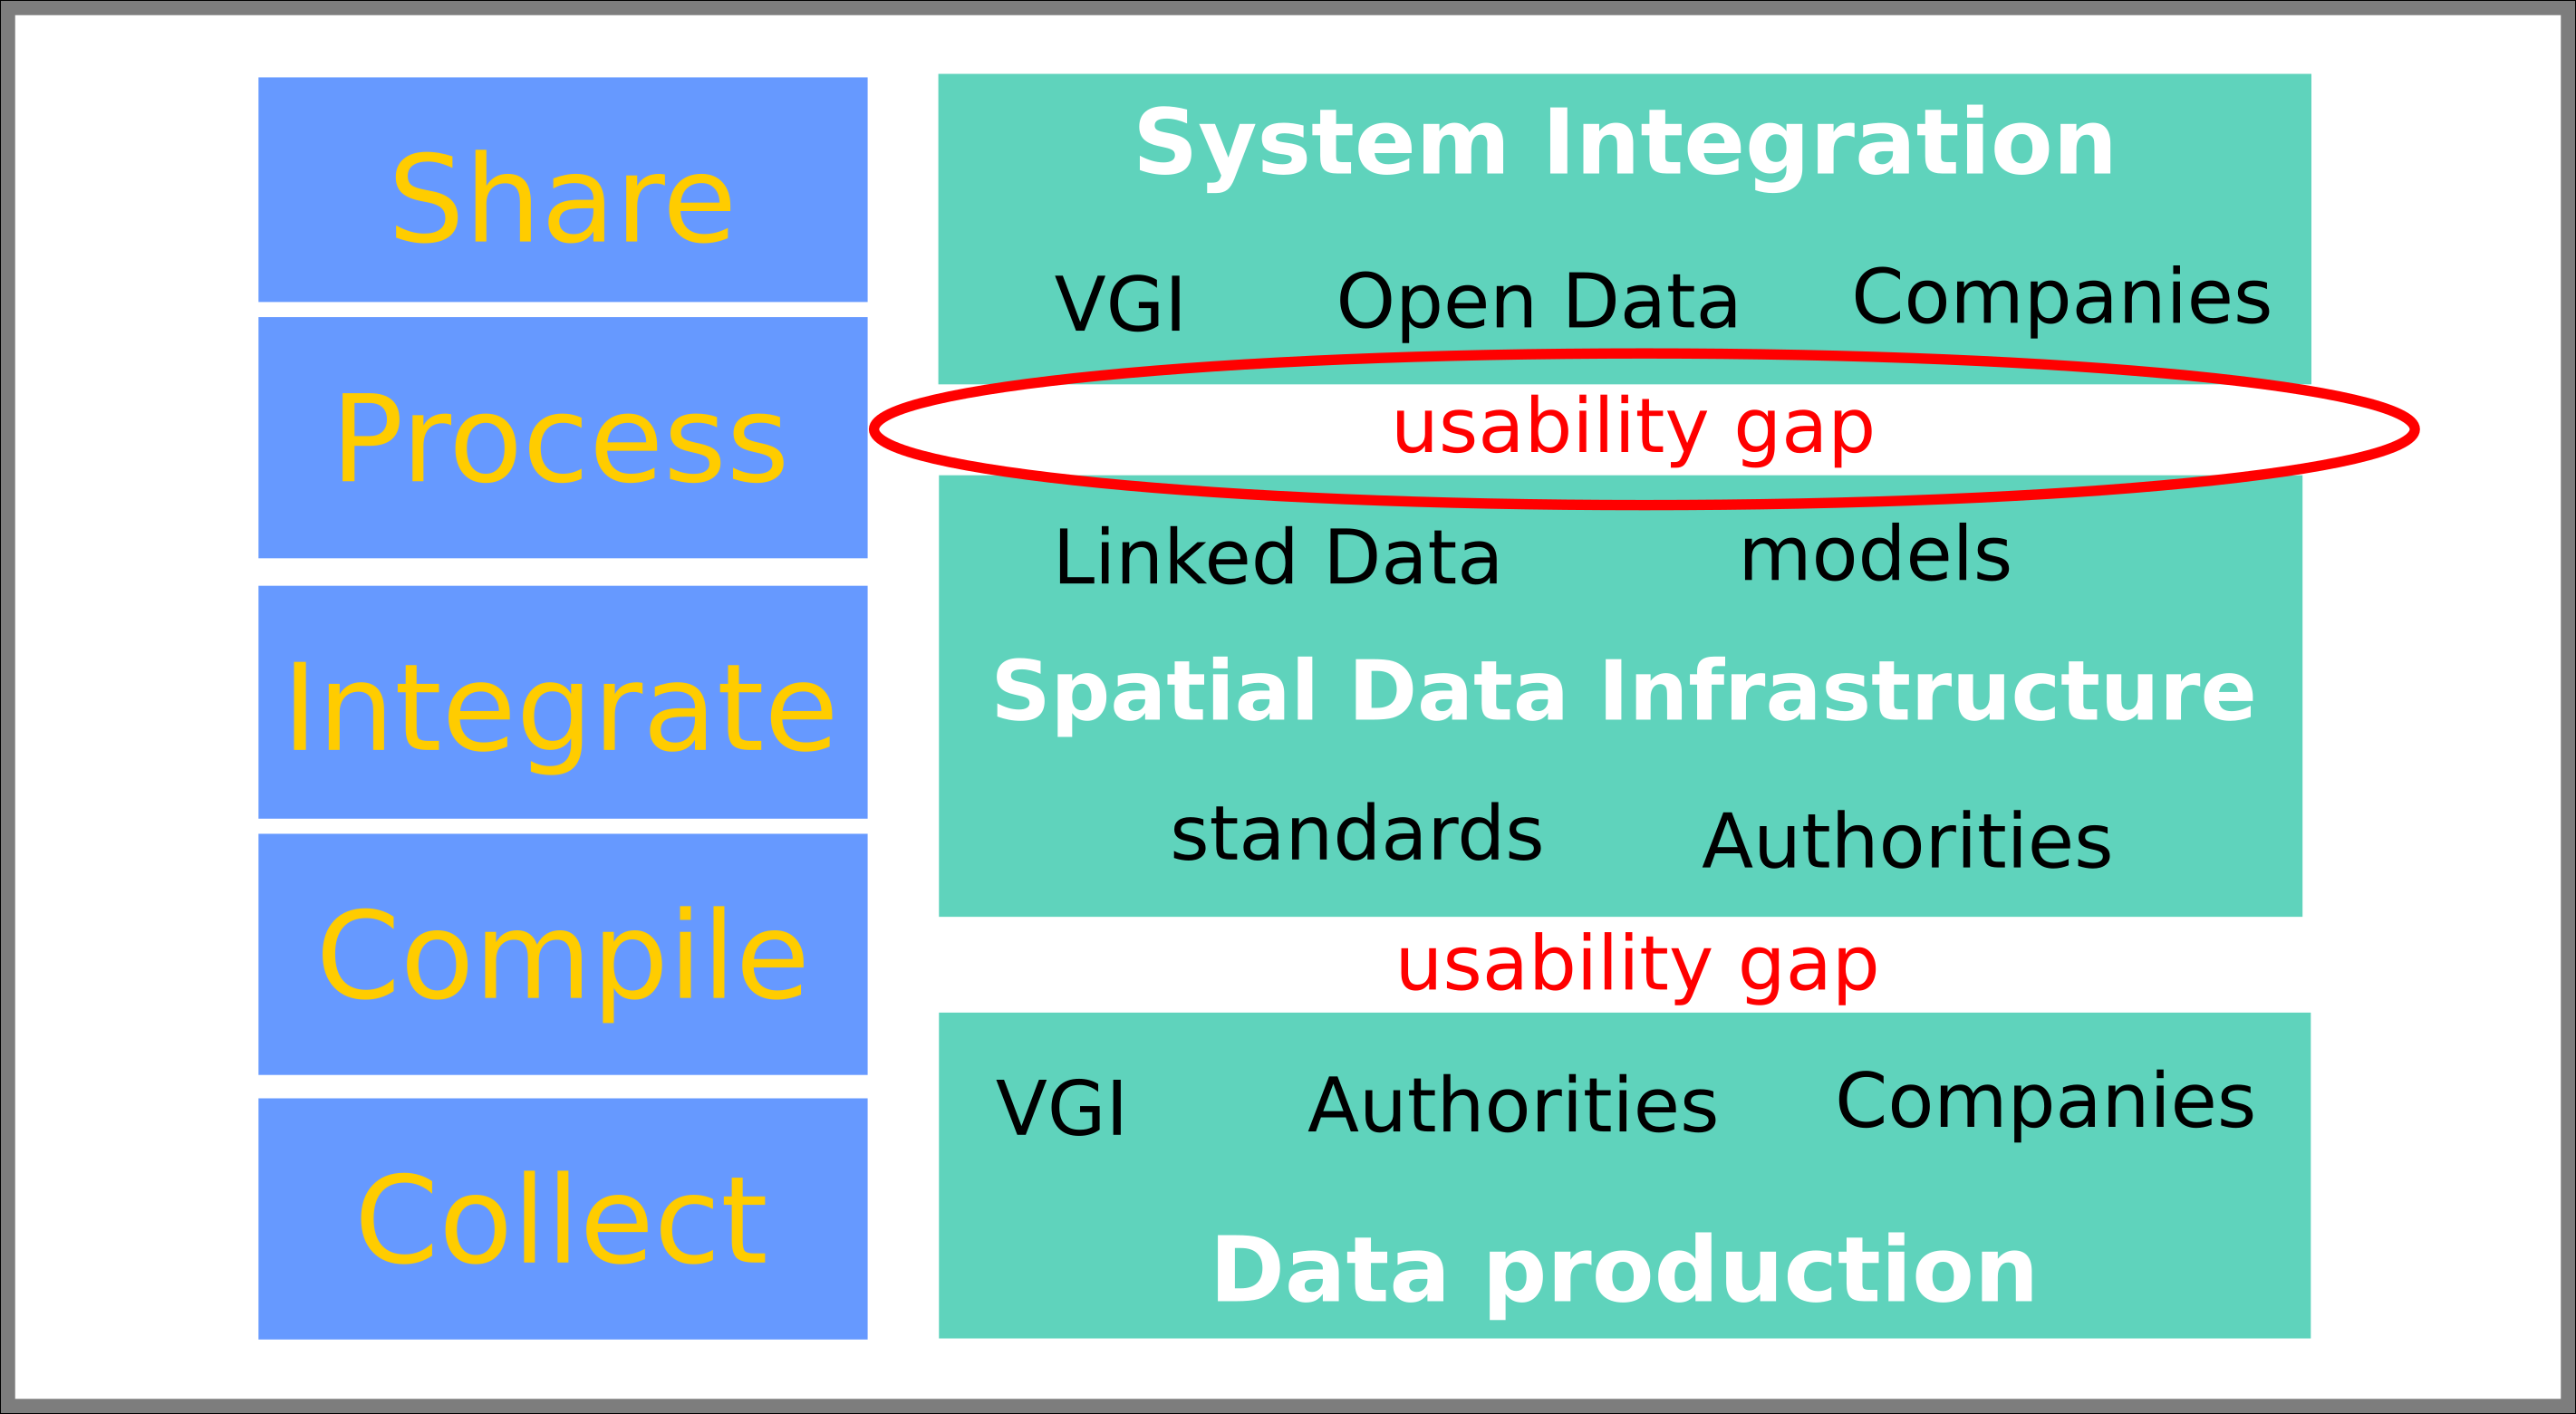 Share
Process
Integrate
Compile
Collect
System Integration
VGI Open Data Companies
usability gap
Linked Data models
Spatial Data Infrastructure
standards Authorities
usability gap
VGI Authorities Companies
Data production